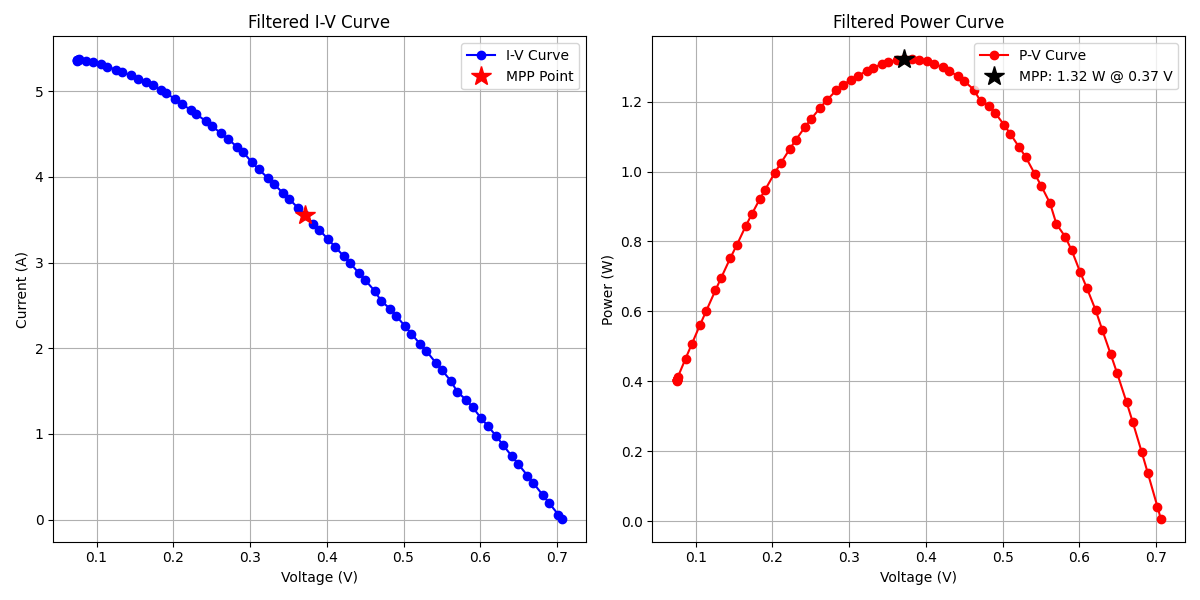 Filtered I-V Curve
I-V Curve
MPP Point
Current (A)
5
4
3
2
1
0
0.1 0.2 0.3 0.4 0.5 0.6 0.7
Voltage (V)
Filtered Power Curve
P-V Curve
MPP: 1.32 W @ 0.37 V
Power (W)
1.2
1.0
0.8
0.6
0.4
0.2
0.0
0.1 0.2 0.3 0.4 0.5 0.6 0.7
Voltage (V)